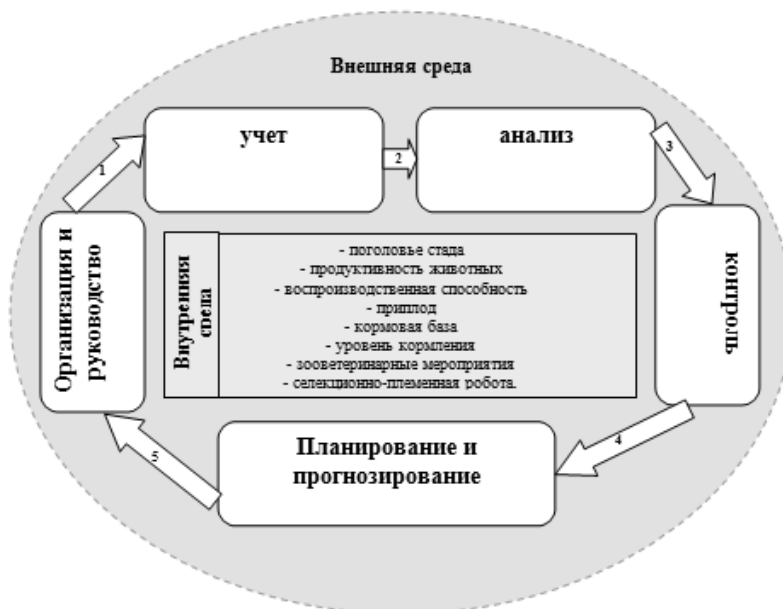 Внешняя среда
учет
анализ
1
2
3
Организация и
руководство
Внутренняя
среда
- поголовье стада
- продуктивность животных
- воспроизводственная способность
- приплод
- кормовая база
- уровень кормления
- зооветеринарные мероприятия
- селекционно-племенная робота.
контроль
4
Планирование и
прогнозирование
5